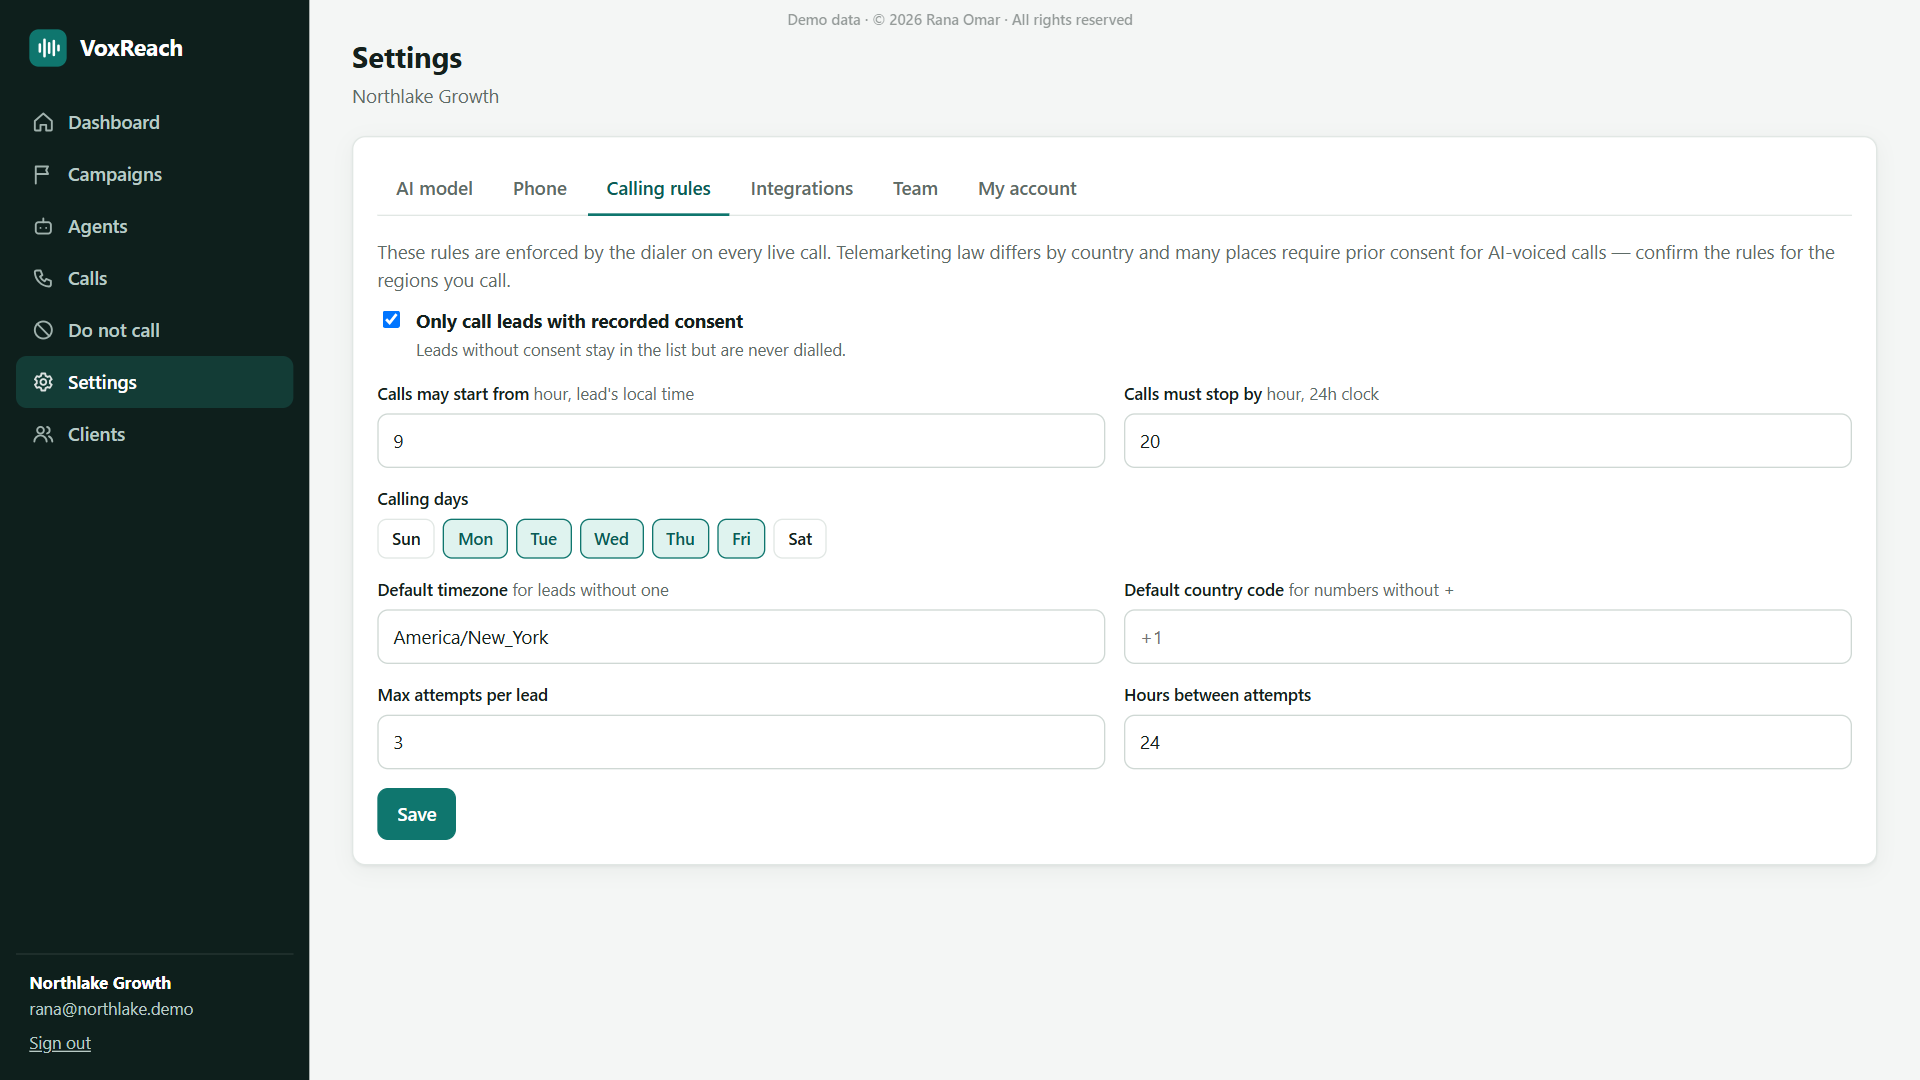 Demo data · © 2026 Rana Omar · All rights reserved
VoxReach
Dashboard
Campaigns
Agents
Calls
Do not call
Settings
Clients
Northlake Growth
rana@northlake.demo
Sign out
Settings
Northlake Growth
AI model Phone Calling rules Integrations Team My account
These rules are enforced by the dialer on every live call. Telemarketing law differs by country and many places require prior consent for AI-voiced calls — confirm the rules for the
regions you call.
Only call leads with recorded consent
Leads without consent stay in the list but are never dialled.
Calls may start from hour, lead's local time
9
Calls must stop by hour, 24h clock
20
Calling days
Sun Mon Tue Wed Thu Fri Sat
Default timezone for leads without one
America/New_York
Default country code for numbers without +
+1
Max attempts per lead
3
Hours between attempts
24
Save